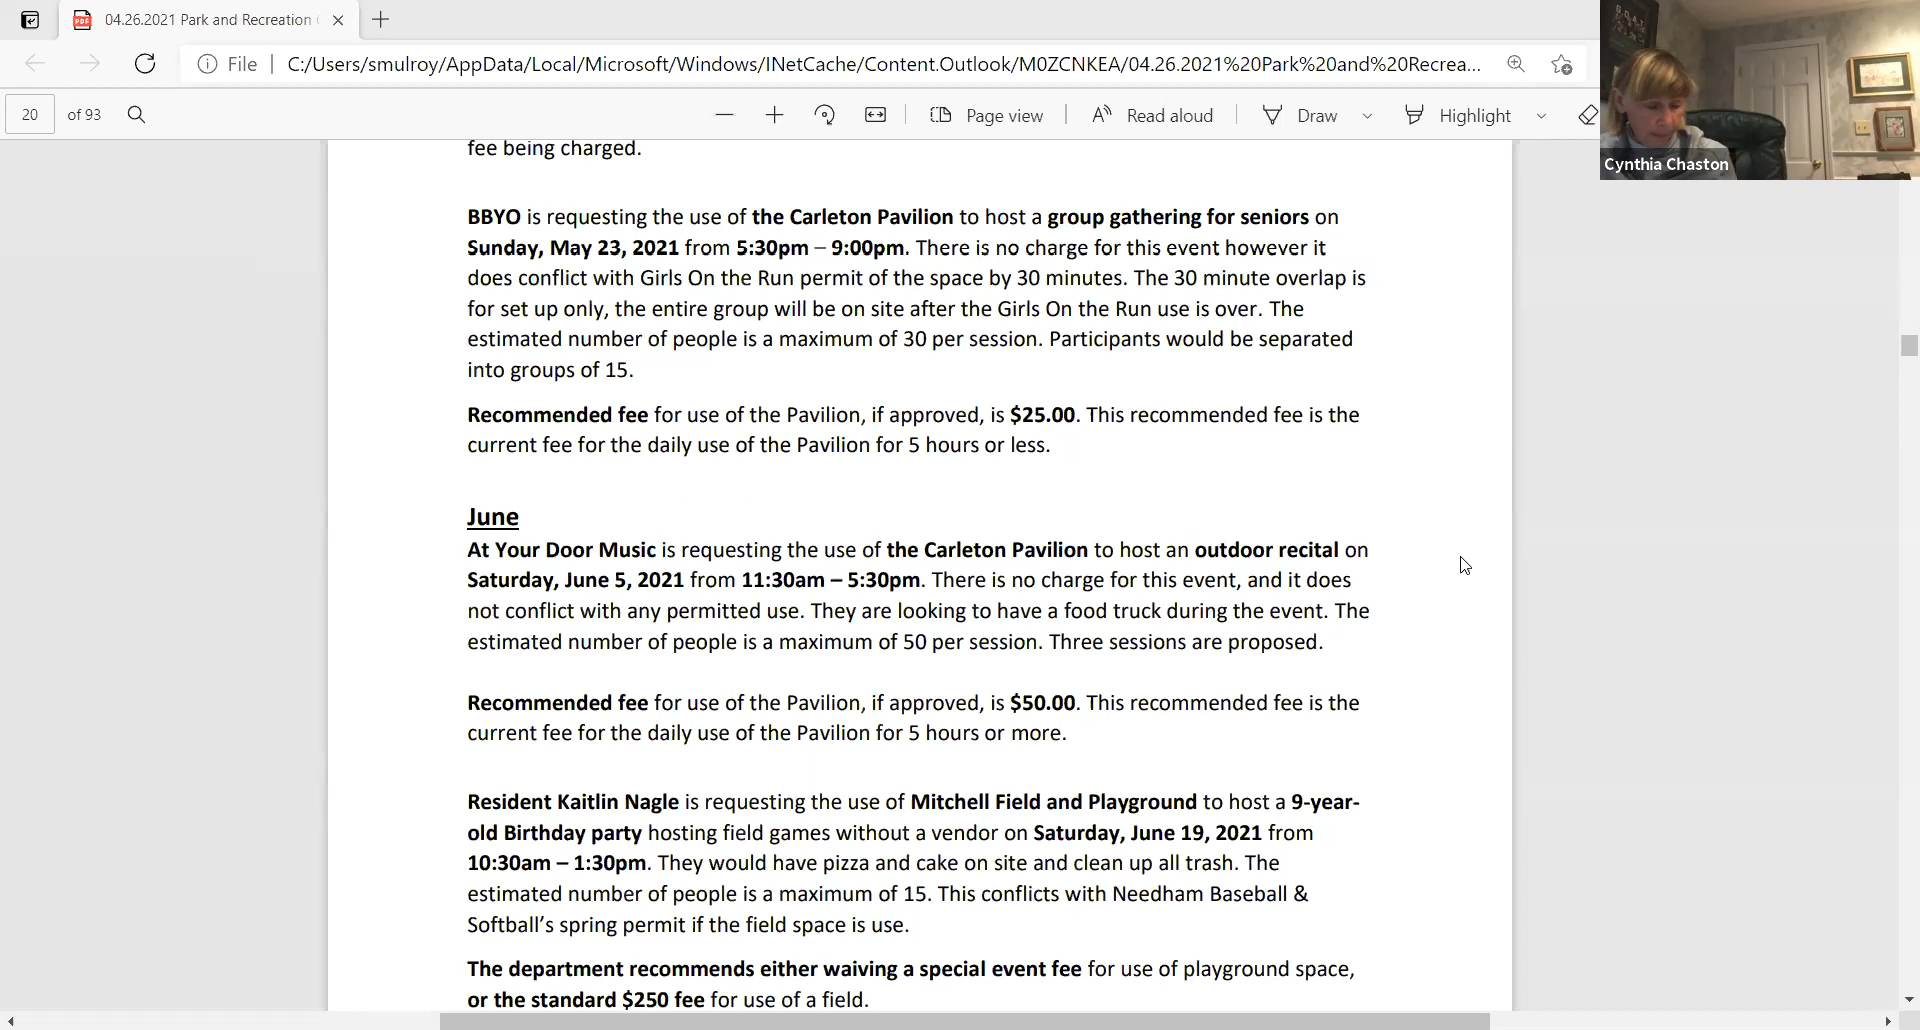 04.26.2021 Park and Recreation
File
C:/Users/smulroy/AppData/Local/Microsoft/Windows/INetCache/Content.Outlook/M0ZCNKEA/04.26.2021%20Park%20and%20Recrea...
20 of 93
Page view
Read aloud
Draw
Highlight
Cynthia Chaston
fee being charged.
BBYO is requesting the use of the Carleton Pavilion to host a group gathering for seniors on
Sunday, May 23, 2021 from 5:30pm – 9:00pm. There is no charge for this event however it
does conflict with Girls On the Run permit of the space by 30 minutes. The 30 minute overlap is
for set up only, the entire group will be on site after the Girls On the Run use is over. The
estimated number of people is a maximum of 30 per session. Participants would be separated
into groups of 15.
Recommended fee for use of the Pavilion, if approved, is $25.00. This recommended fee is the
current fee for the daily use of the Pavilion for 5 hours or less.
June
At Your Door Music is requesting the use of the Carleton Pavilion to host an outdoor recital on
Saturday, June 5, 2021 from 11:30am – 5:30pm. There is no charge for this event, and it does
not conflict with any permitted use. They are looking to have a food truck during the event. The
estimated number of people is a maximum of 50 per session. Three sessions are proposed.
Recommended fee for use of the Pavilion, if approved, is $50.00. This recommended fee is the
current fee for the daily use of the Pavilion for 5 hours or more.
Resident Kaitlin Nagle is requesting the use of Mitchell Field and Playground to host a 9-year-
old Birthday party hosting field games without a vendor on Saturday, June 19, 2021 from
10:30am – 1:30pm. They would have pizza and cake on site and clean up all trash. The
estimated number of people is a maximum of 15. This conflicts with Needham Baseball &
Softball's spring permit if the field space is use.
The department recommends either waiving a special event fee for use of playground space,
or the standard $250 fee for use of a field.